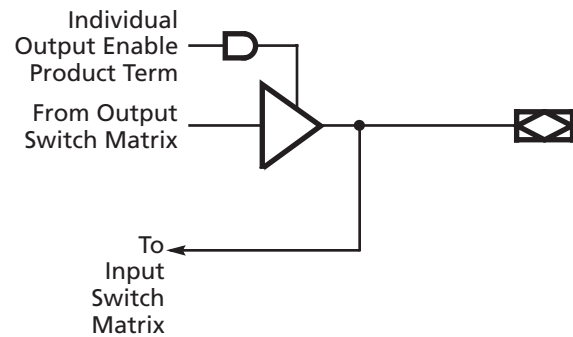 Individual
Output Enable
Product Term
From Output
Switch Matrix
To
Input
Switch
Matrix